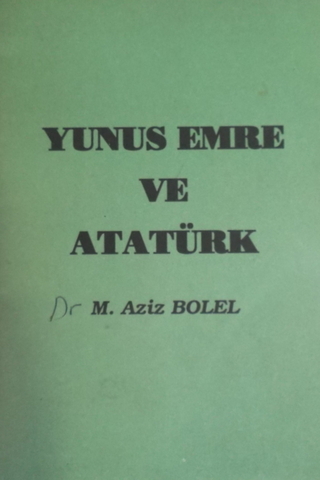 YUNUS EMRE
VE
ATATÜRK
Dr M. Aziz BOLEL